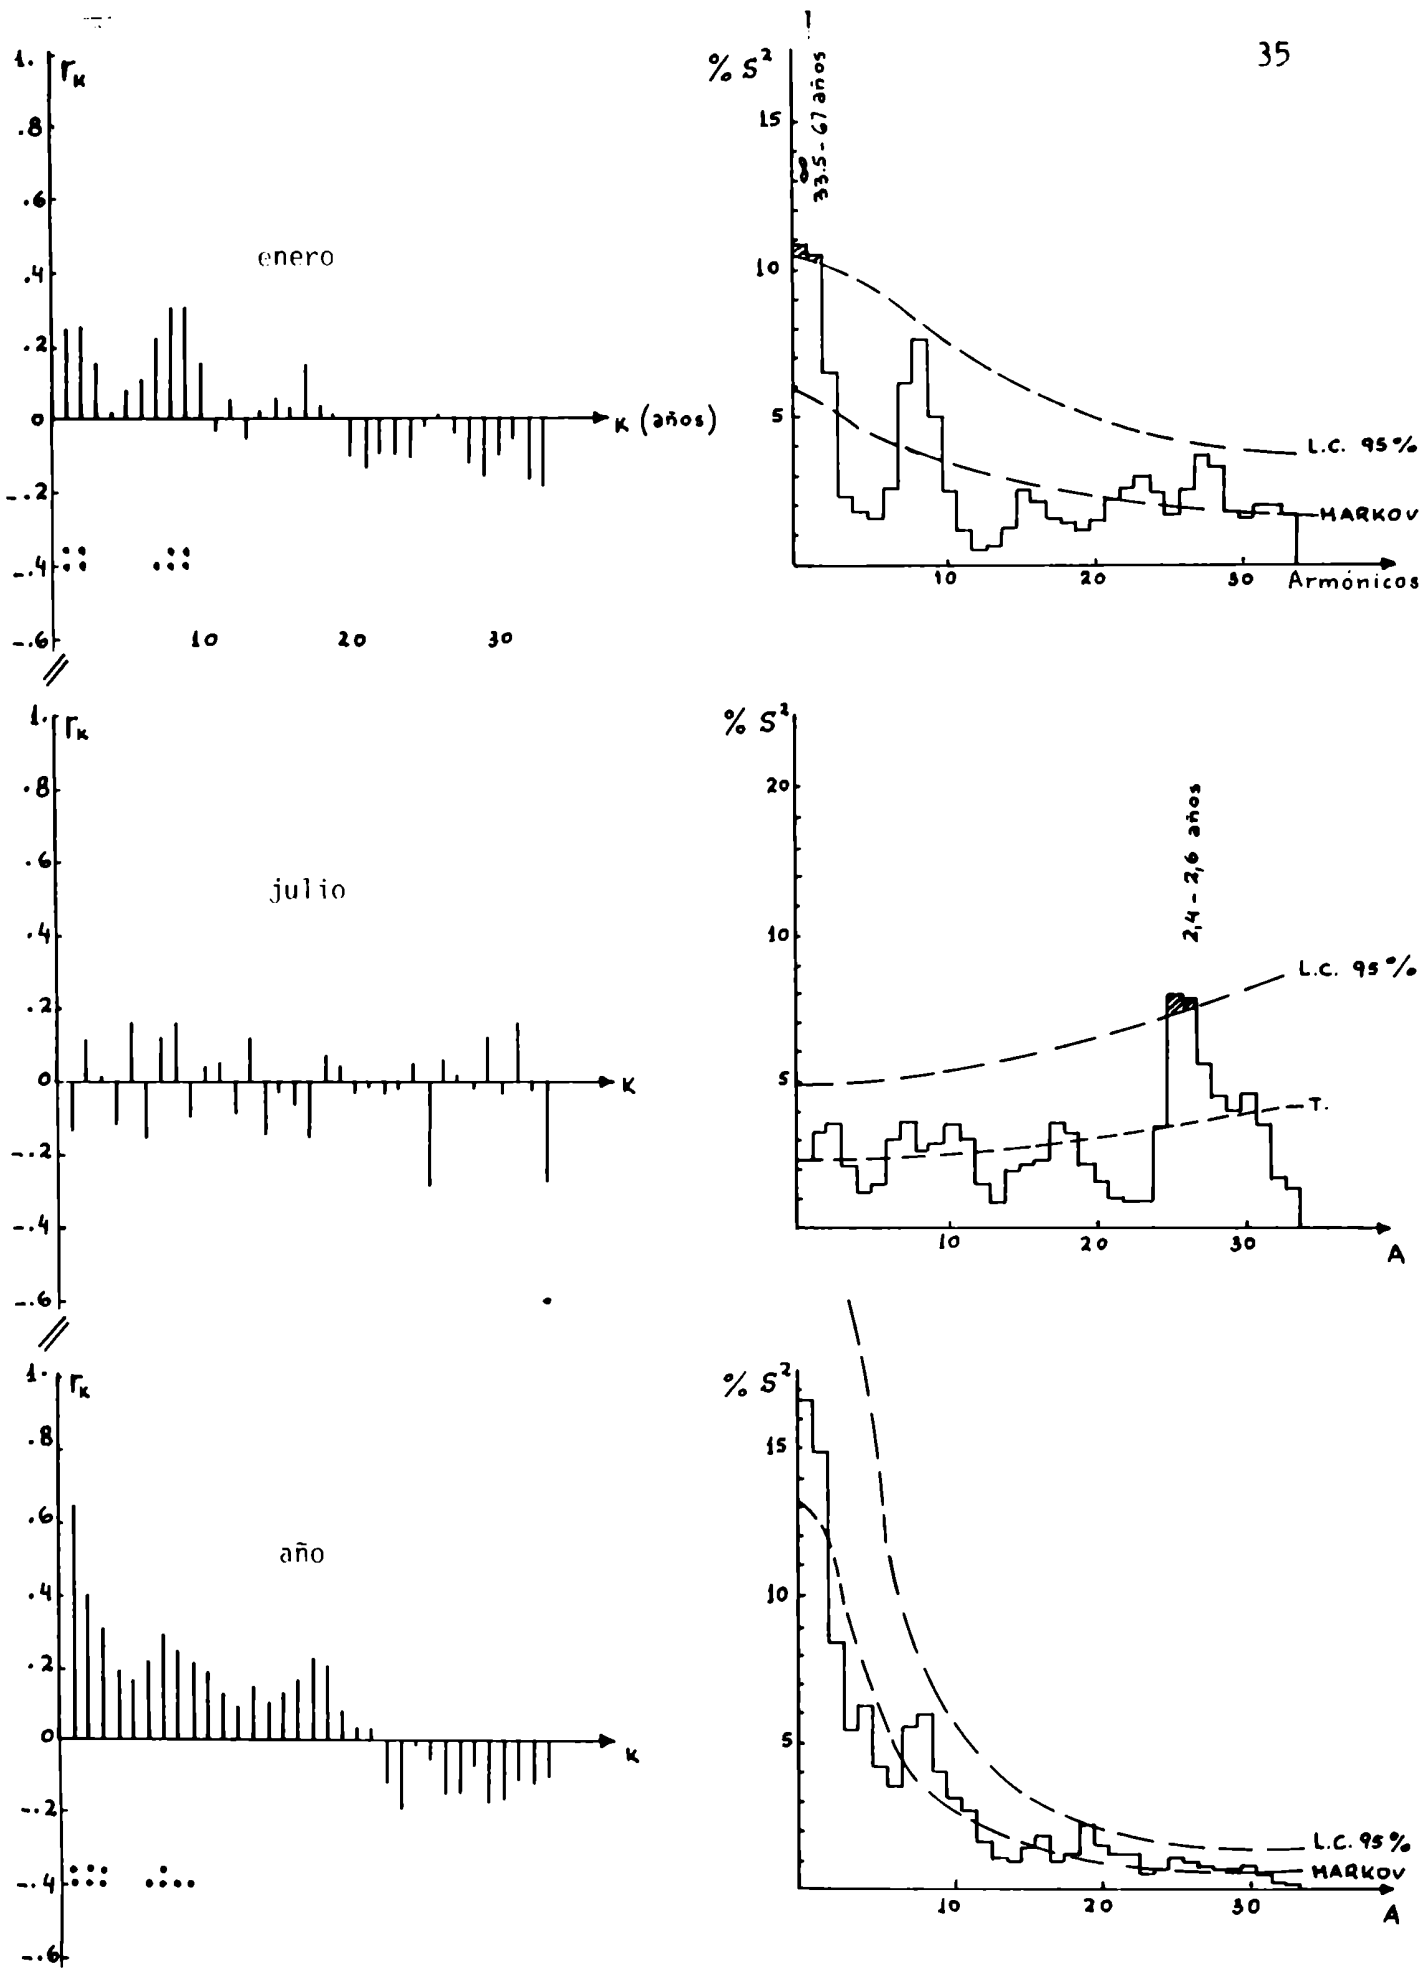 35
1.
rK
.8
.6
.4
.2
0
-.2
-.4
-.6
enero
K (años)
10 20 30
% S²
15
10
5
∞
33.5 - 67 años
L.C. 95%
MARKOV
10 20 30 Armónicos
1.
rK
.8
.6
.4
.2
0
-.2
-.4
-.6
julio
K
% S²
20
10
5
2,4 - 2,6 años
L.C. 95%
T.
10 20 30
A
1.
rK
.8
.6
.4
.2
0
-.2
-.4
-.6
año
K
% S²
15
10
5
L.C. 95%
MARKOV
10 20 30
A